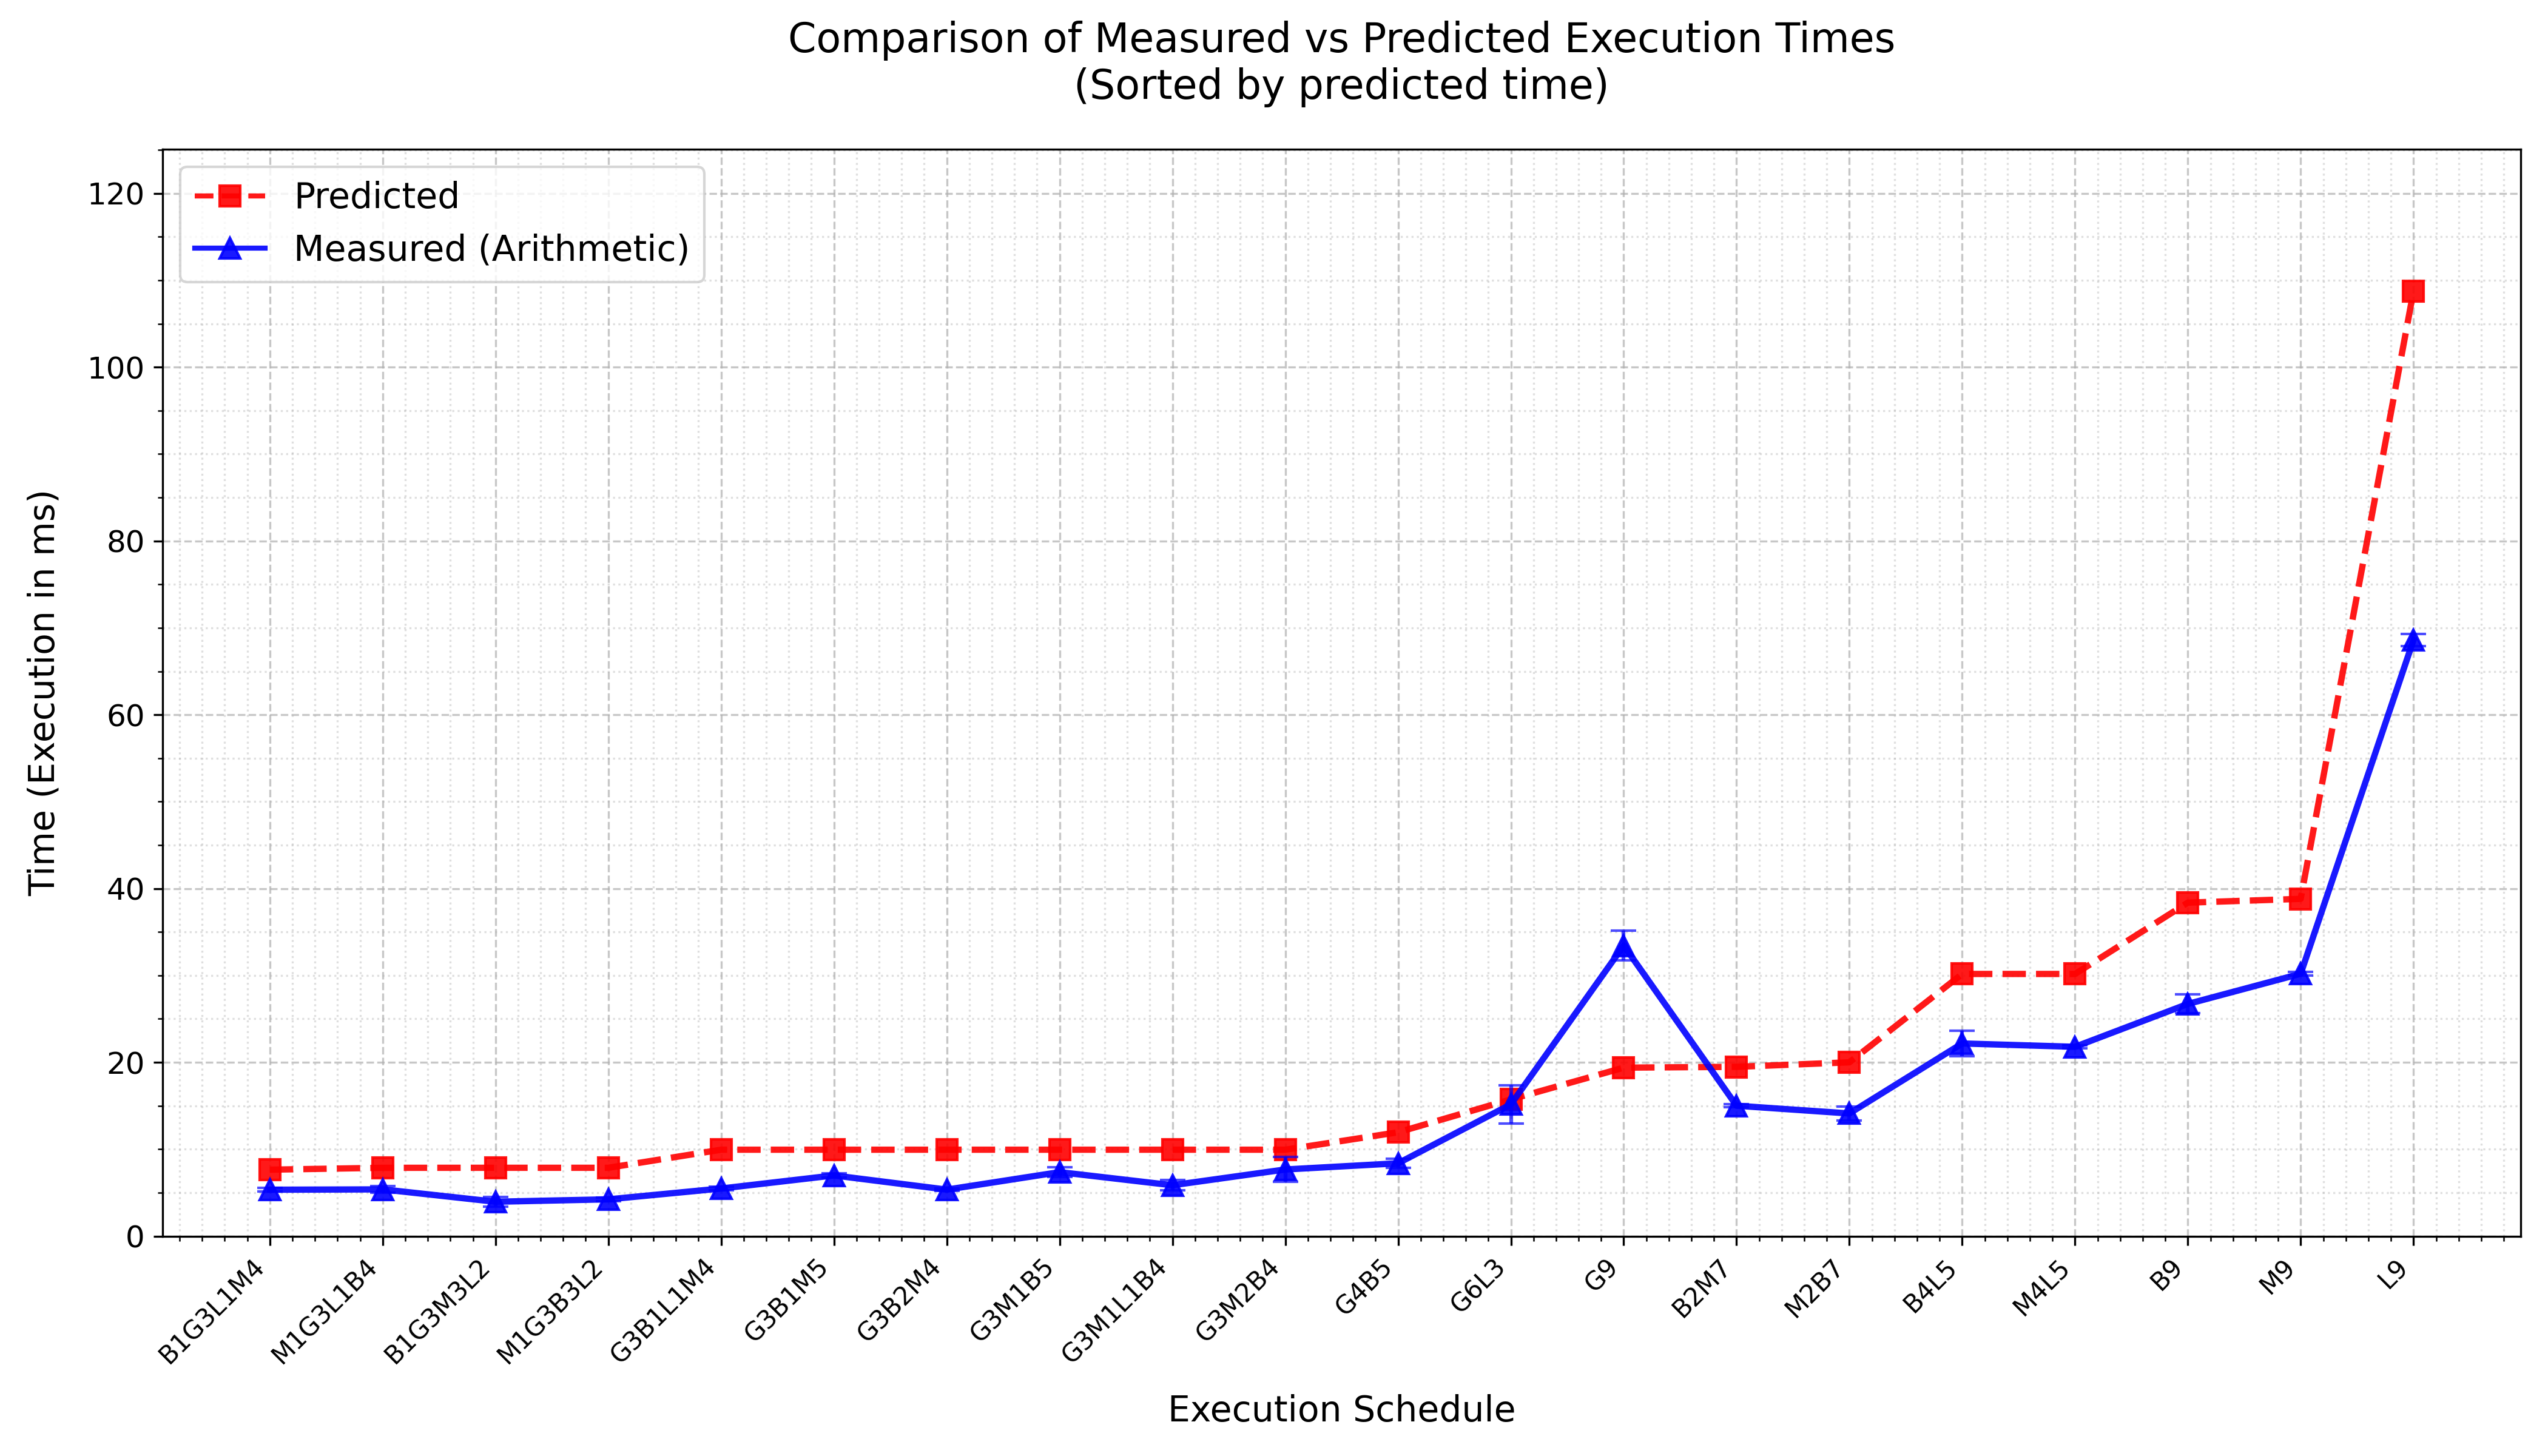 Comparison of Measured vs Predicted Execution Times
(Sorted by predicted time)
Predicted
Measured (Arithmetic)
Time (Execution in ms)
120
100
80
60
40
20
0
B1G3L1M4
M1G3L1B4
B1G3M3L2
M1G3B3L2
G3B1L1M4
G3B1M5
G3B2M4
G3M1B5
G3M1L1B4
G3M2B4
G4B5
G6L3
G9
B2M7
M2B7
B4L5
M4L5
B9
M9
L9
Execution Schedule